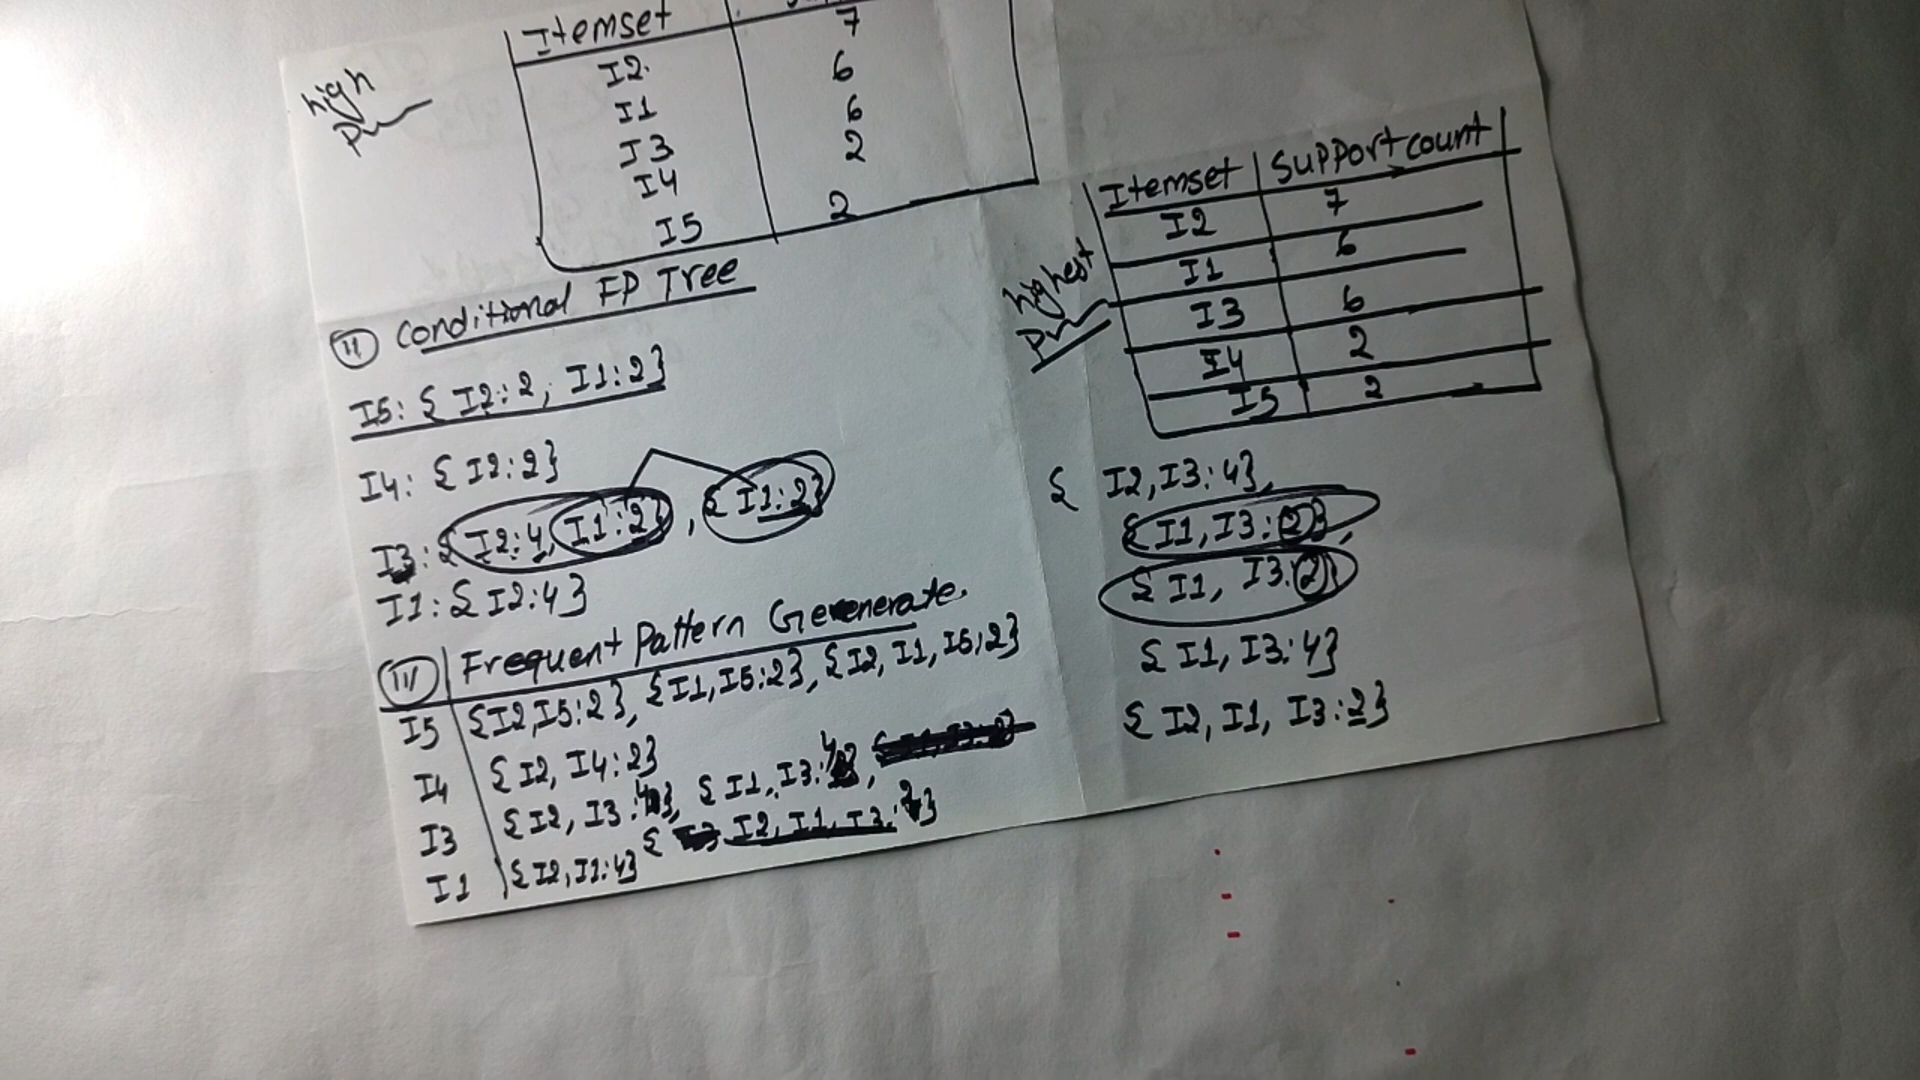 Itemset
7
I2. 6
I1 6
I3 2
I4
I5 2
high
(ii) Conditional FP Tree
I5: { I2:2, I1:2}
I4: { I2:2}
I3: { I2:4, I1:2}, { I1:2}
I1: { I2:4}
(iii) Frequent Pattern Gevenerate.
I5 {I2,I5:2}, {I1,I5:2}, {I2, I1, I5:2}
I4 {I2, I4:2}
I3 {I2, I3:4}, {I1, I3:4},
{ I2, I1, I3:2}
I1 {I2,I1:4}
highest
Itemset Support count
I2 7
I1 6
I3 6
I4 2
I5 2
{ I2, I3:4},
{I1, I3:2},
{ I1, I3:2}
{ I1, I3:4}
{ I2, I1, I3:2}